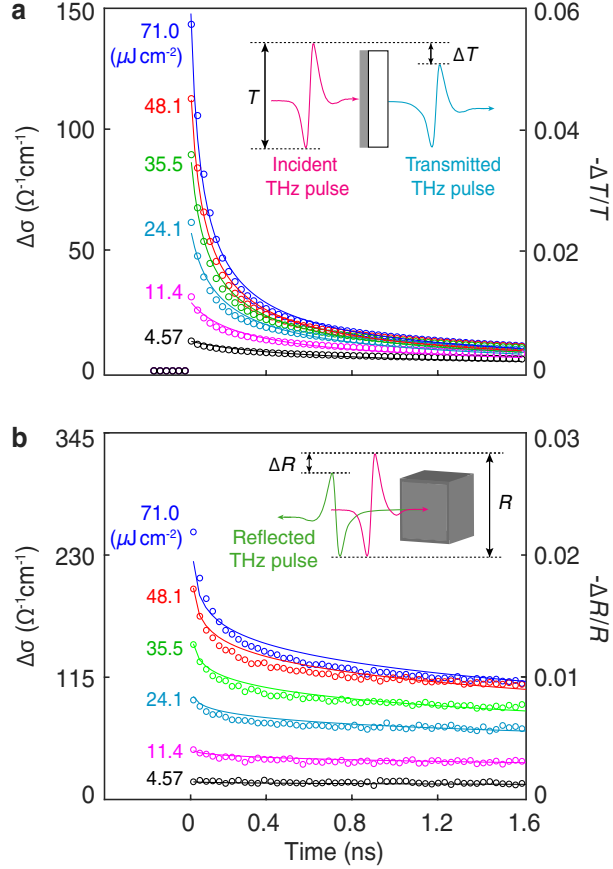 a
150
100
50
0
Δσ (Ω⁻¹cm⁻¹)
71.0
(μJ cm⁻²)
48.1
35.5
24.1
11.4
4.57
T
ΔT
Incident
THz pulse
Transmitted
THz pulse
0.06
0.04
0.02
0
-ΔT/T
b
345
230
115
0
Δσ (Ω⁻¹cm⁻¹)
71.0
(μJ cm⁻²)
48.1
35.5
24.1
11.4
4.57
ΔR
R
Reflected
THz pulse
0.03
0.02
0.01
0
-ΔR/R
0 0.4 0.8 1.2 1.6
Time (ns)